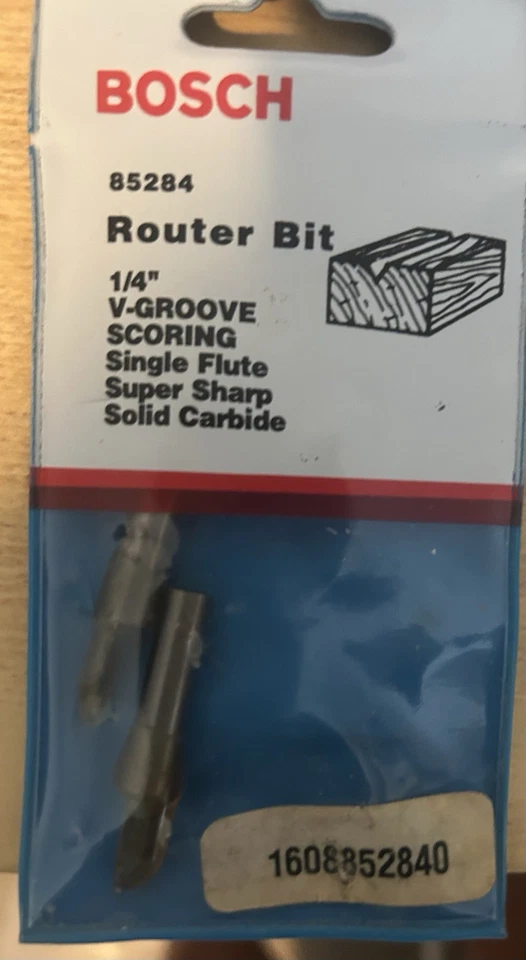 BOSCH
85284
Router Bit
1/4"
V-GROOVE
SCORING
Single Flute
Super Sharp
Solid Carbide
1608852840